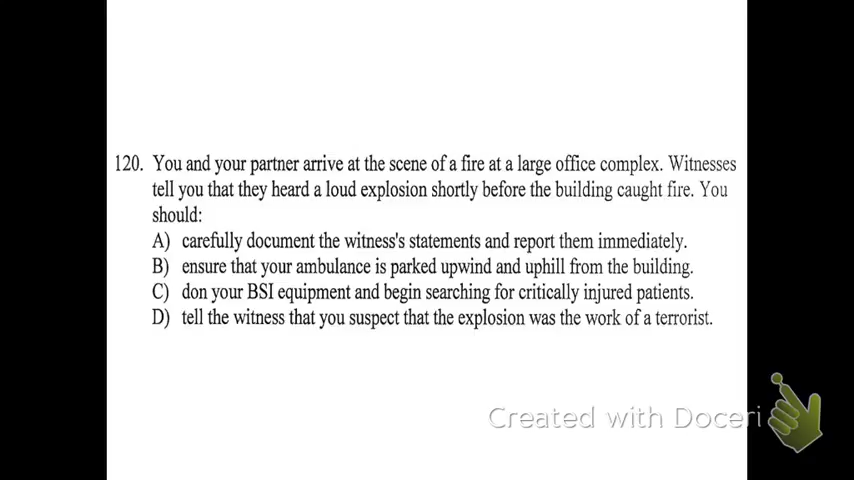 120. You and your partner arrive at the scene of a fire at a large office complex. Witnesses
tell you that they heard a loud explosion shortly before the building caught fire. You
should:
A) carefully document the witness's statements and report them immediately.
B) ensure that your ambulance is parked upwind and uphill from the building.
C) don your BSI equipment and begin searching for critically injured patients.
D) tell the witness that you suspect that the explosion was the work of a terrorist.
Created with Doceri